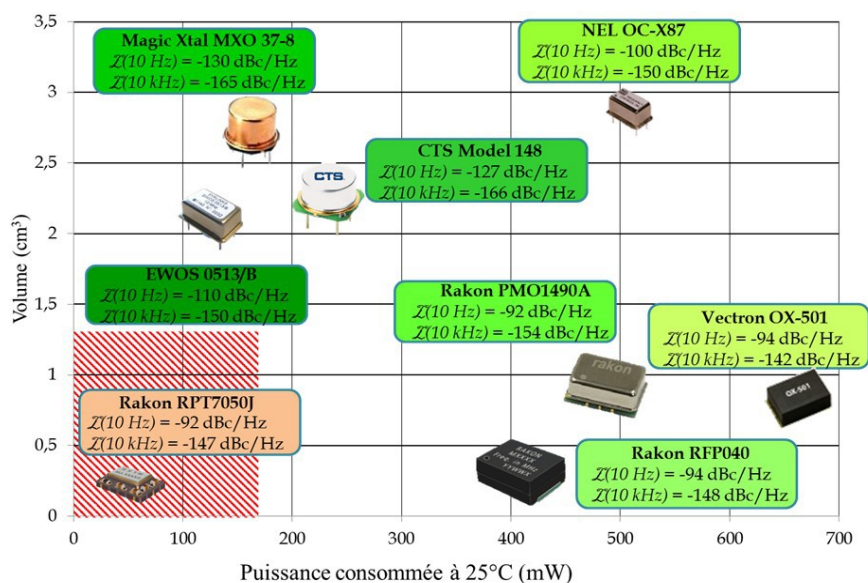 3,5
3
2,5
2
1,5
1
0,5
0
Volume (cm³)
Magic Xtal MXO 37-8
ℒ(10 Hz) = -130 dBc/Hz
ℒ(10 kHz) = -165 dBc/Hz
NEL OC-X87
ℒ(10 Hz) = -100 dBc/Hz
ℒ(10 kHz) = -150 dBc/Hz
CTS
CTS Model 148
ℒ(10 Hz) = -127 dBc/Hz
ℒ(10 kHz) = -166 dBc/Hz
EWOS 0513/B
ℒ(10 Hz) = -110 dBc/Hz
ℒ(10 kHz) = -150 dBc/Hz
Rakon PMO1490A
ℒ(10 Hz) = -92 dBc/Hz
ℒ(10 kHz) = -154 dBc/Hz
Vectron OX-501
ℒ(10 Hz) = -94 dBc/Hz
ℒ(10 kHz) = -142 dBc/Hz
rakon
OX-501
Rakon RPT7050J
ℒ(10 Hz) = -92 dBc/Hz
ℒ(10 kHz) = -147 dBc/Hz
RAKON
MXXXX
Freq. in MHz
YYWWX
Rakon RFP040
ℒ(10 Hz) = -94 dBc/Hz
ℒ(10 kHz) = -148 dBc/Hz
0 100 200 300 400 500 600 700
Puissance consommée à 25°C (mW)